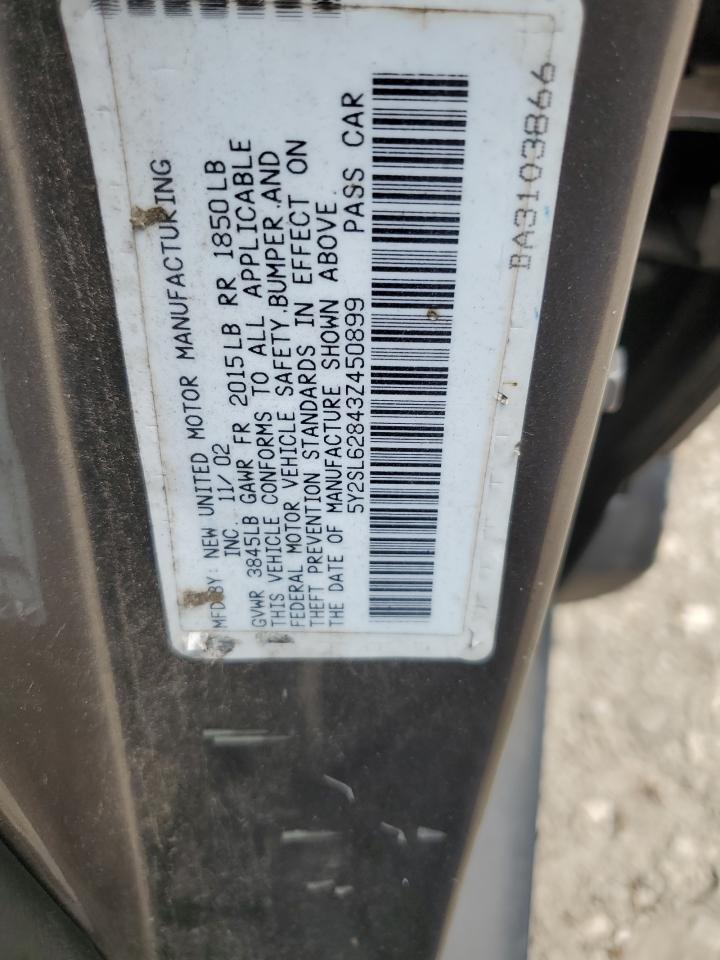 MFD.BY: NEW UNITED MOTOR MANUFACTURING
INC. 11/02
GVWR 3845LB GAWR FR 2015LB RR 1850LB
THIS VEHICLE CONFORMS TO ALL APPLICABLE
FEDERAL MOTOR VEHICLE SAFETY,BUMPER,AND
THEFT PREVENTION STANDARDS IN EFFECT ON
THE DATE OF MANUFACTURE SHOWN ABOVE.
5Y2SL62843Z450899 PASS CAR
BA3103866